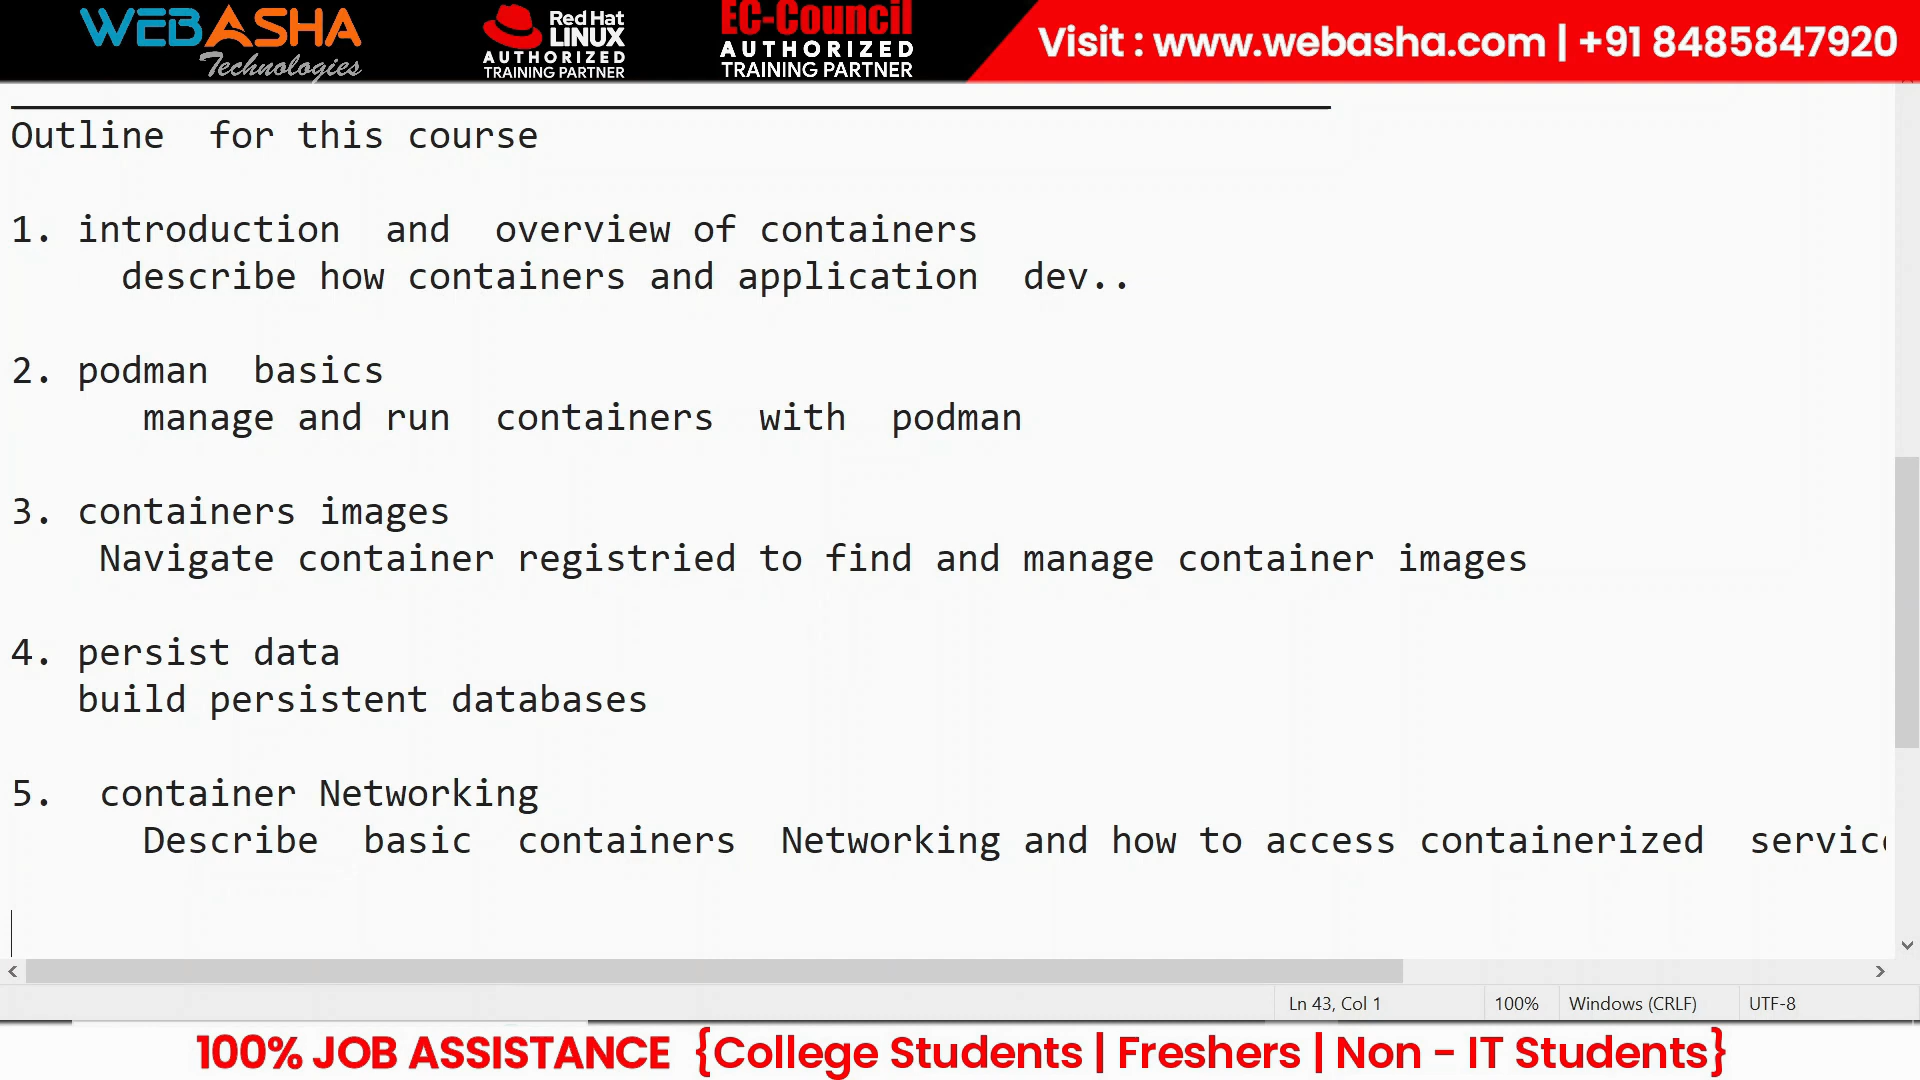 WEBASHA
Technologies
Red Hat
LINUX
AUTHORIZED
TRAINING PARTNER
EC-Council
AUTHORIZED
TRAINING PARTNER
Visit : www.webasha.com | +91 8485847920
Outline for this course
1. introduction and overview of containers
describe how containers and application dev..
2. podman basics
manage and run containers with podman
3. containers images
Navigate container registried to find and manage container images
4. persist data
build persistent databases
5. container Networking
Describe basic containers Networking and how to access containerized servic
Ln 43, Col 1
100%
Windows (CRLF)
UTF-8
100% JOB ASSISTANCE {College Students | Freshers | Non - IT Students}